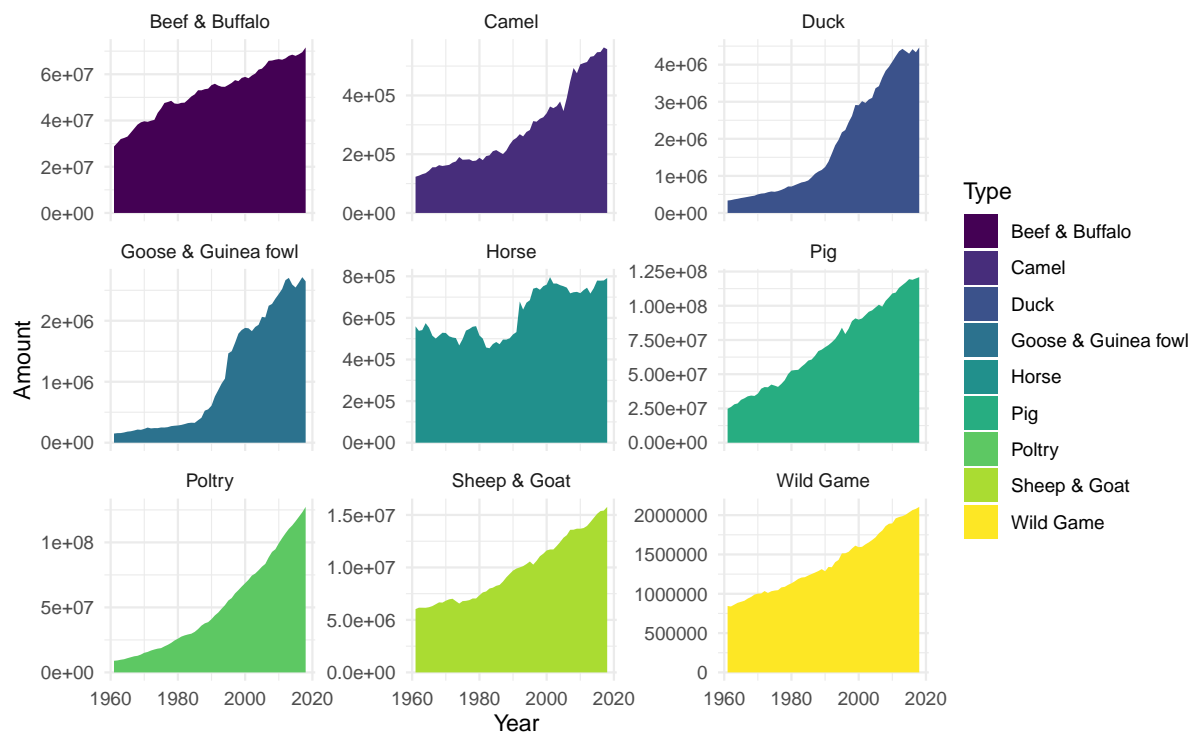 Beef & Buffalo
Camel
Duck
6e+07
4e+07
2e+07
0e+00
4e+05
2e+05
0e+00
4e+06
3e+06
2e+06
1e+06
0e+00
1960 1980 2000 2020
Goose & Guinea fowl
Horse
Pig
2e+06
1e+06
0e+00
8e+05
6e+05
4e+05
2e+05
0e+00
1.25e+08
1.00e+08
7.50e+07
5.00e+07
2.50e+07
0.00e+00
Poltry
Sheep & Goat
Wild Game
1e+08
5e+07
0e+00
1.5e+07
1.0e+07
5.0e+06
0.0e+00
2000000
1500000
1000000
500000
0
1960 1980 2000 2020
1960 1980 2000 2020
Amount
Year
Type
Beef & Buffalo
Camel
Duck
Goose & Guinea fowl
Horse
Pig
Poltry
Sheep & Goat
Wild Game